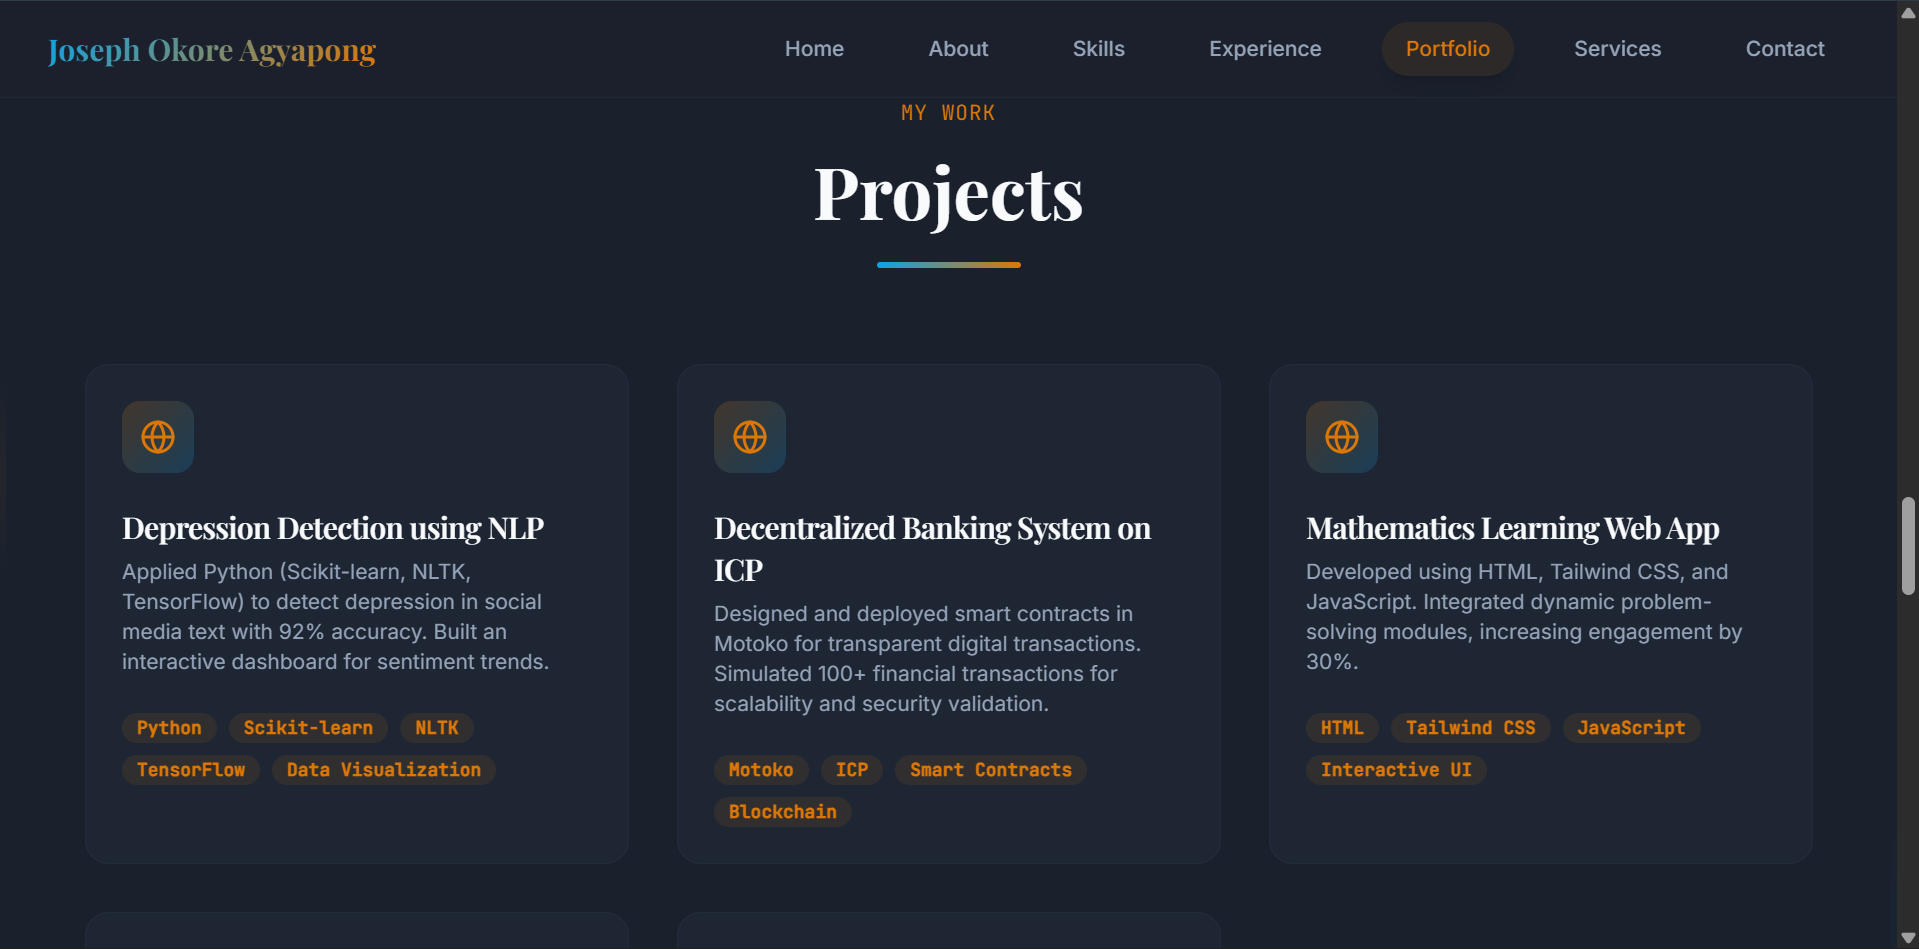 Joseph Okore Agyapong
Home About Skills Experience Portfolio Services Contact
MY WORK
Projects
Depression Detection using NLP
Applied Python (Scikit-learn, NLTK,
TensorFlow) to detect depression in social
media text with 92% accuracy. Built an
interactive dashboard for sentiment trends.
Python Scikit-learn NLTK
TensorFlow Data Visualization
Decentralized Banking System on
ICP
Designed and deployed smart contracts in
Motoko for transparent digital transactions.
Simulated 100+ financial transactions for
scalability and security validation.
Motoko ICP Smart Contracts
Blockchain
Mathematics Learning Web App
Developed using HTML, Tailwind CSS, and
JavaScript. Integrated dynamic problem-
solving modules, increasing engagement by
30%.
HTML Tailwind CSS JavaScript
Interactive UI